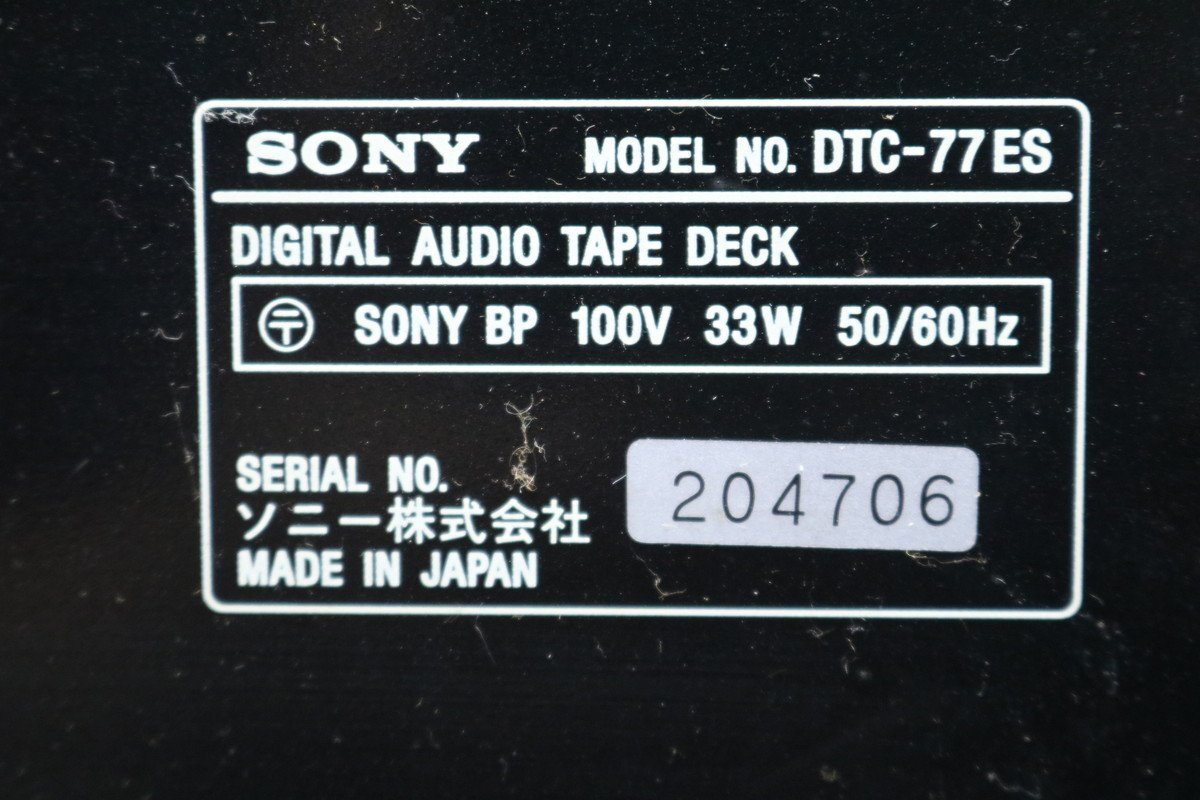 SONY MODEL NO. DTC-77ES
DIGITAL AUDIO TAPE DECK
〶 SONY BP 100V 33W 50/60Hz
SERIAL NO. 204706
ソニー株式会社
MADE IN JAPAN